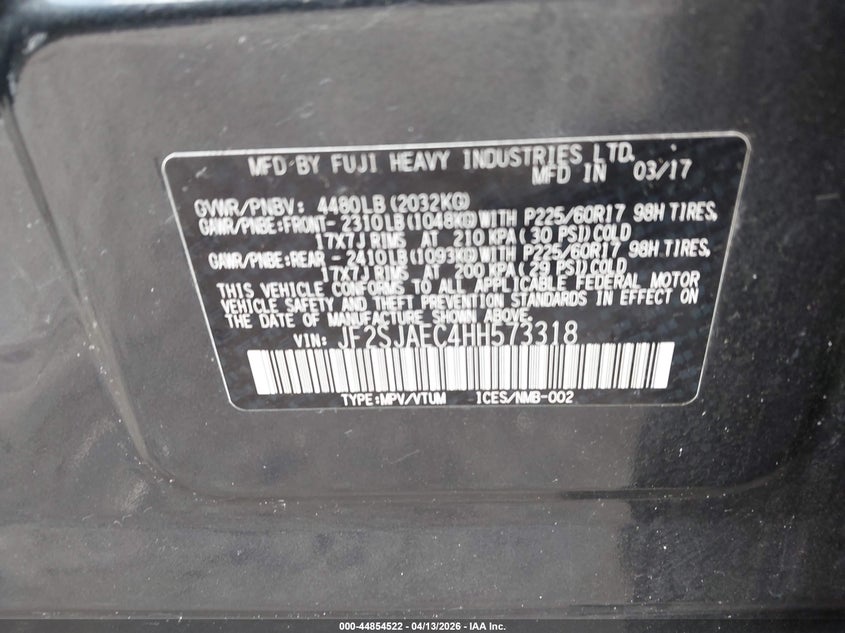 MFD BY FUJI HEAVY INDUSTRIES LTD.
MFD IN 03/17
GVWR/PNBV: 4480LB(2032KG)
GAWR/PNBE:FRONT- 2310LB(1048KG)WITH P225/60R17 98H TIRES,
17X7J RIMS AT 210 KPA(30 PSI)COLD
GAWR/PNBE:REAR - 2410LB(1093KG)WITH P225/60R17 98H TIRES,
17X7J RIMS AT 200 KPA(29 PSI)COLD
THIS VEHICLE CONFORMS TO ALL APPLICABLE FEDERAL MOTOR
VEHICLE SAFETY AND THEFT PREVENTION STANDARDS IN EFFECT ON
THE DATE OF MANUFACTURE SHOWN ABOVE.
VIN: JF2SJAEC4HH573318
TYPE:MPV/VTUM ICES/NMB-002
000-44854522 - 04/13/2026 - IAA Inc.